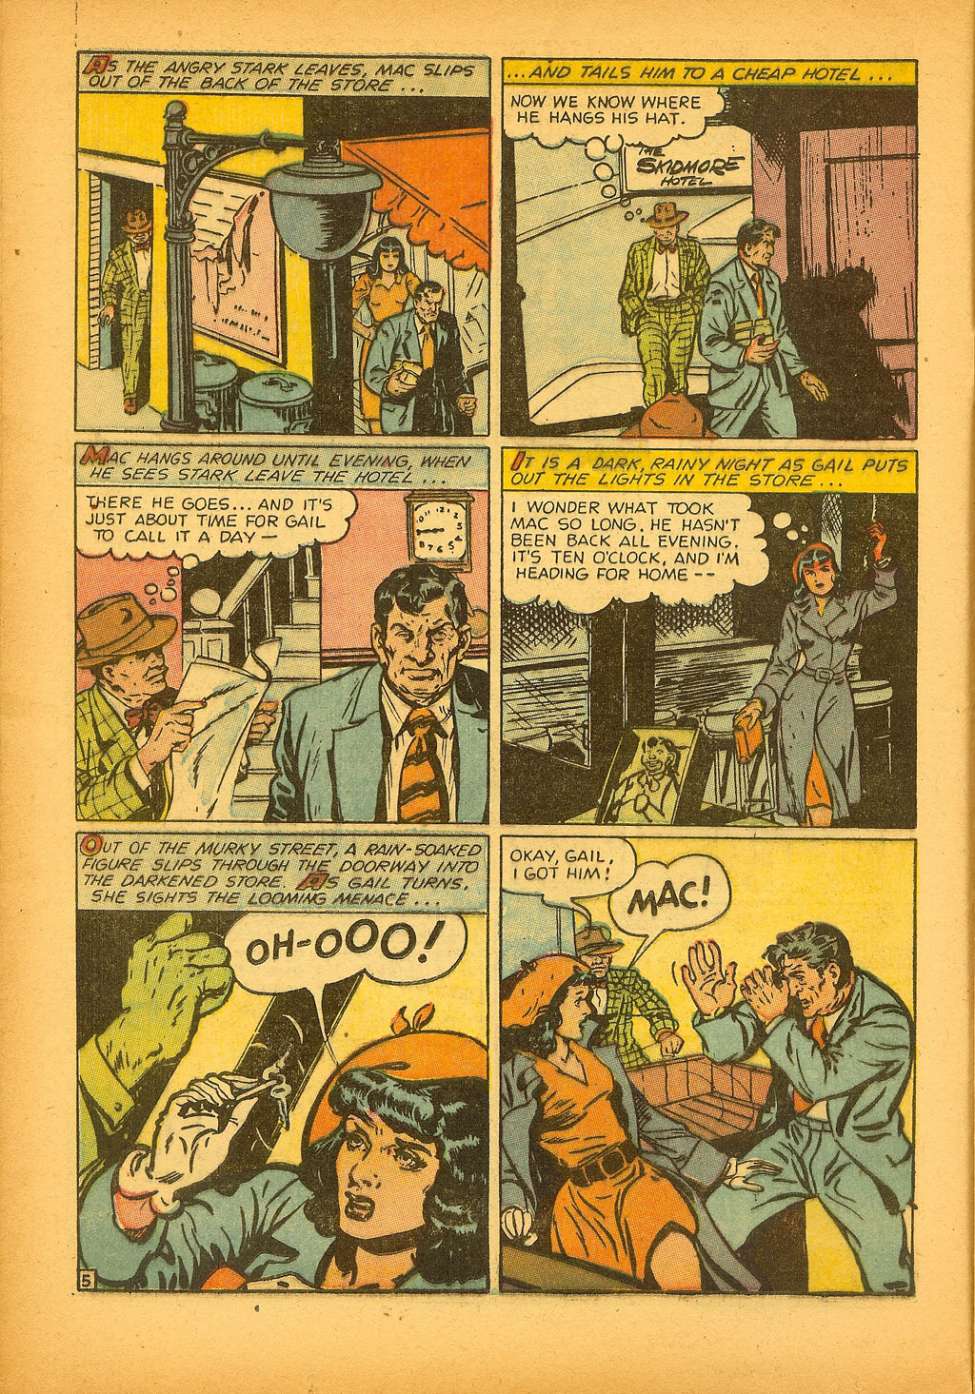 AS THE ANGRY STARK LEAVES, MAC SLIPS
OUT OF THE BACK OF THE STORE ...
...AND TAILS HIM TO A CHEAP HOTEL ...
NOW WE KNOW WHERE
HE HANGS HIS HAT.
THE
SKIDMORE
HOTEL
MAC HANGS AROUND UNTIL EVENING, WHEN
HE SEES STARK LEAVE THE HOTEL ...
THERE HE GOES... AND IT'S
JUST ABOUT TIME FOR GAIL
TO CALL IT A DAY —
IT IS A DARK, RAINY NIGHT AS GAIL PUTS
OUT THE LIGHTS IN THE STORE ...
I WONDER WHAT TOOK
MAC SO LONG. HE HASN'T
BEEN BACK ALL EVENING.
IT'S TEN O'CLOCK, AND I'M
HEADING FOR HOME --
OUT OF THE MURKY STREET, A RAIN-SOAKED
FIGURE SLIPS THROUGH THE DOORWAY INTO
THE DARKENED STORE. AS GAIL TURNS,
SHE SIGHTS THE LOOMING MENACE ...
OH-OOO!
5
OKAY, GAIL,
I GOT HIM!
MAC!